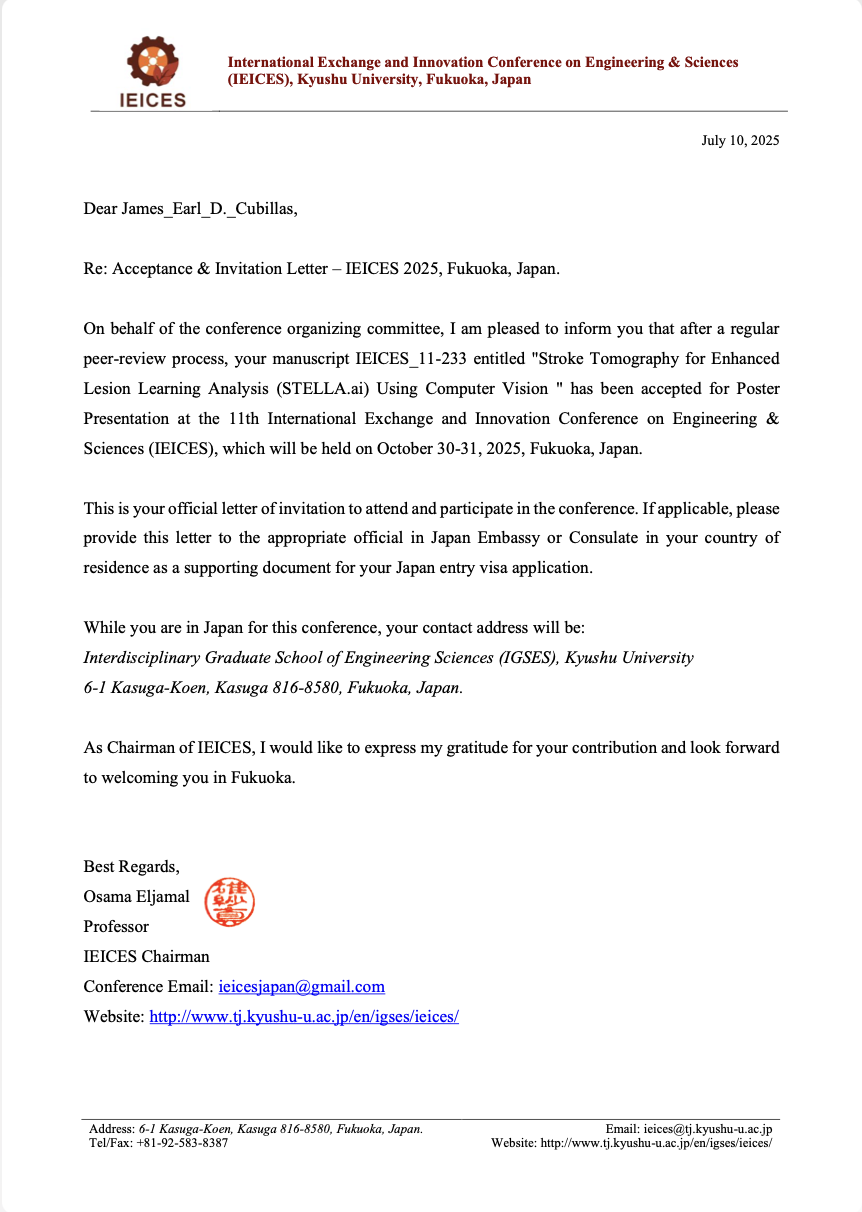 IEICES
International Exchange and Innovation Conference on Engineering & Sciences
(IEICES), Kyushu University, Fukuoka, Japan
July 10, 2025
Dear James_Earl_D._Cubillas,
Re: Acceptance & Invitation Letter – IEICES 2025, Fukuoka, Japan.
On behalf of the conference organizing committee, I am pleased to inform you that after a regular
peer-review process, your manuscript IEICES_11-233 entitled "Stroke Tomography for Enhanced
Lesion Learning Analysis (STELLA.ai) Using Computer Vision " has been accepted for Poster
Presentation at the 11th International Exchange and Innovation Conference on Engineering &
Sciences (IEICES), which will be held on October 30-31, 2025, Fukuoka, Japan.
This is your official letter of invitation to attend and participate in the conference. If applicable, please
provide this letter to the appropriate official in Japan Embassy or Consulate in your country of
residence as a supporting document for your Japan entry visa application.
While you are in Japan for this conference, your contact address will be:
Interdisciplinary Graduate School of Engineering Sciences (IGSES), Kyushu University
6-1 Kasuga-Koen, Kasuga 816-8580, Fukuoka, Japan.
As Chairman of IEICES, I would like to express my gratitude for your contribution and look forward
to welcoming you in Fukuoka.
Best Regards,
Osama Eljamal
Professor
IEICES Chairman
Conference Email: ieicesjapan@gmail.com
Website: http://www.tj.kyushu-u.ac.jp/en/igses/ieices/
Address: 6-1 Kasuga-Koen, Kasuga 816-8580, Fukuoka, Japan.
Tel/Fax: +81-92-583-8387
Email: ieices@tj.kyushu-u.ac.jp
Website: http://www.tj.kyushu-u.ac.jp/en/igses/ieices/